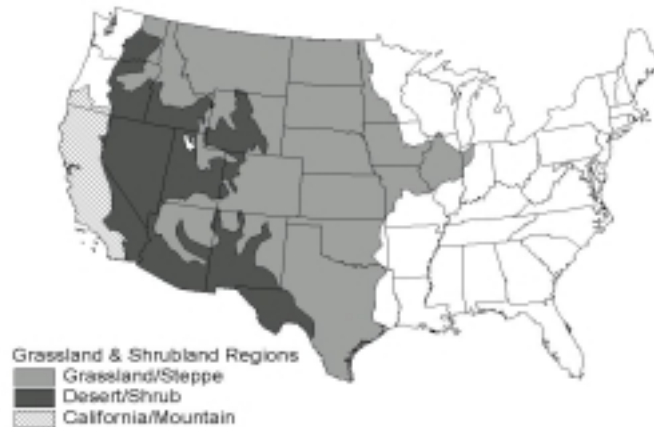 Grassland & Shrubland Regions
Grassland/Steppe
Desert/Shrub
California/Mountain